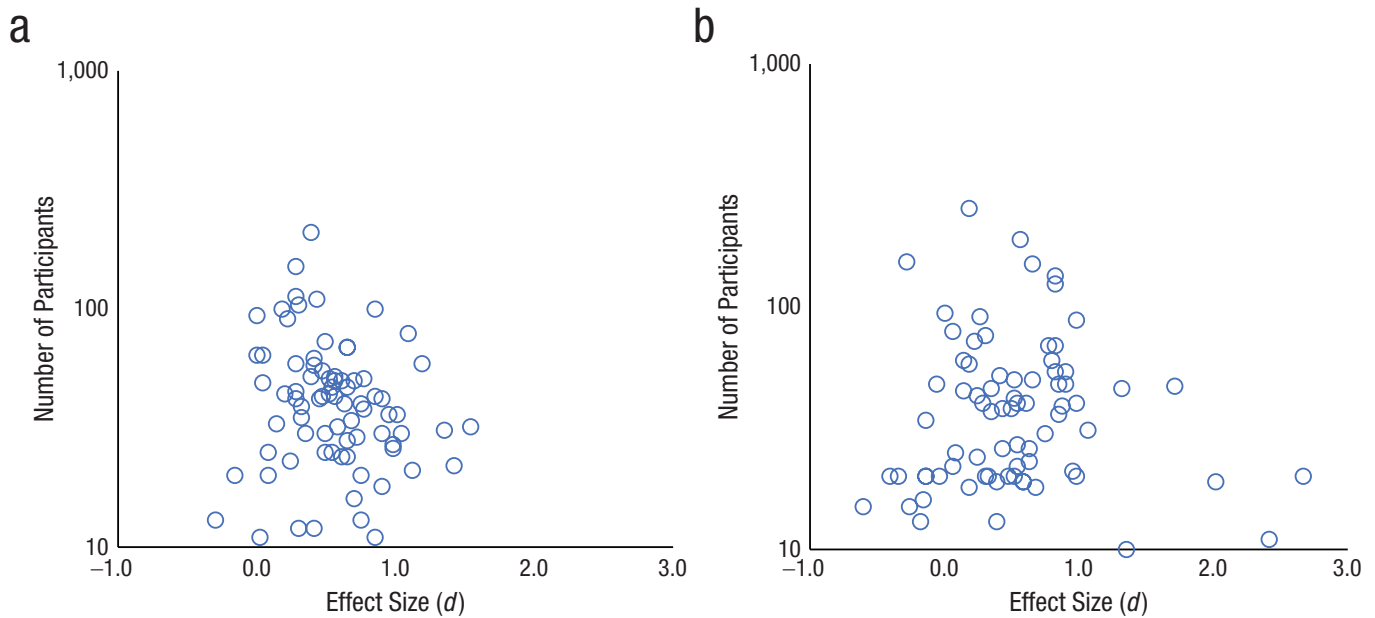 a
1,000
100
10
Number of Participants
–1.0 0.0 1.0 2.0 3.0
Effect Size (d)
b
1,000
100
10
Number of Participants
–1.0 0.0 1.0 2.0 3.0
Effect Size (d)